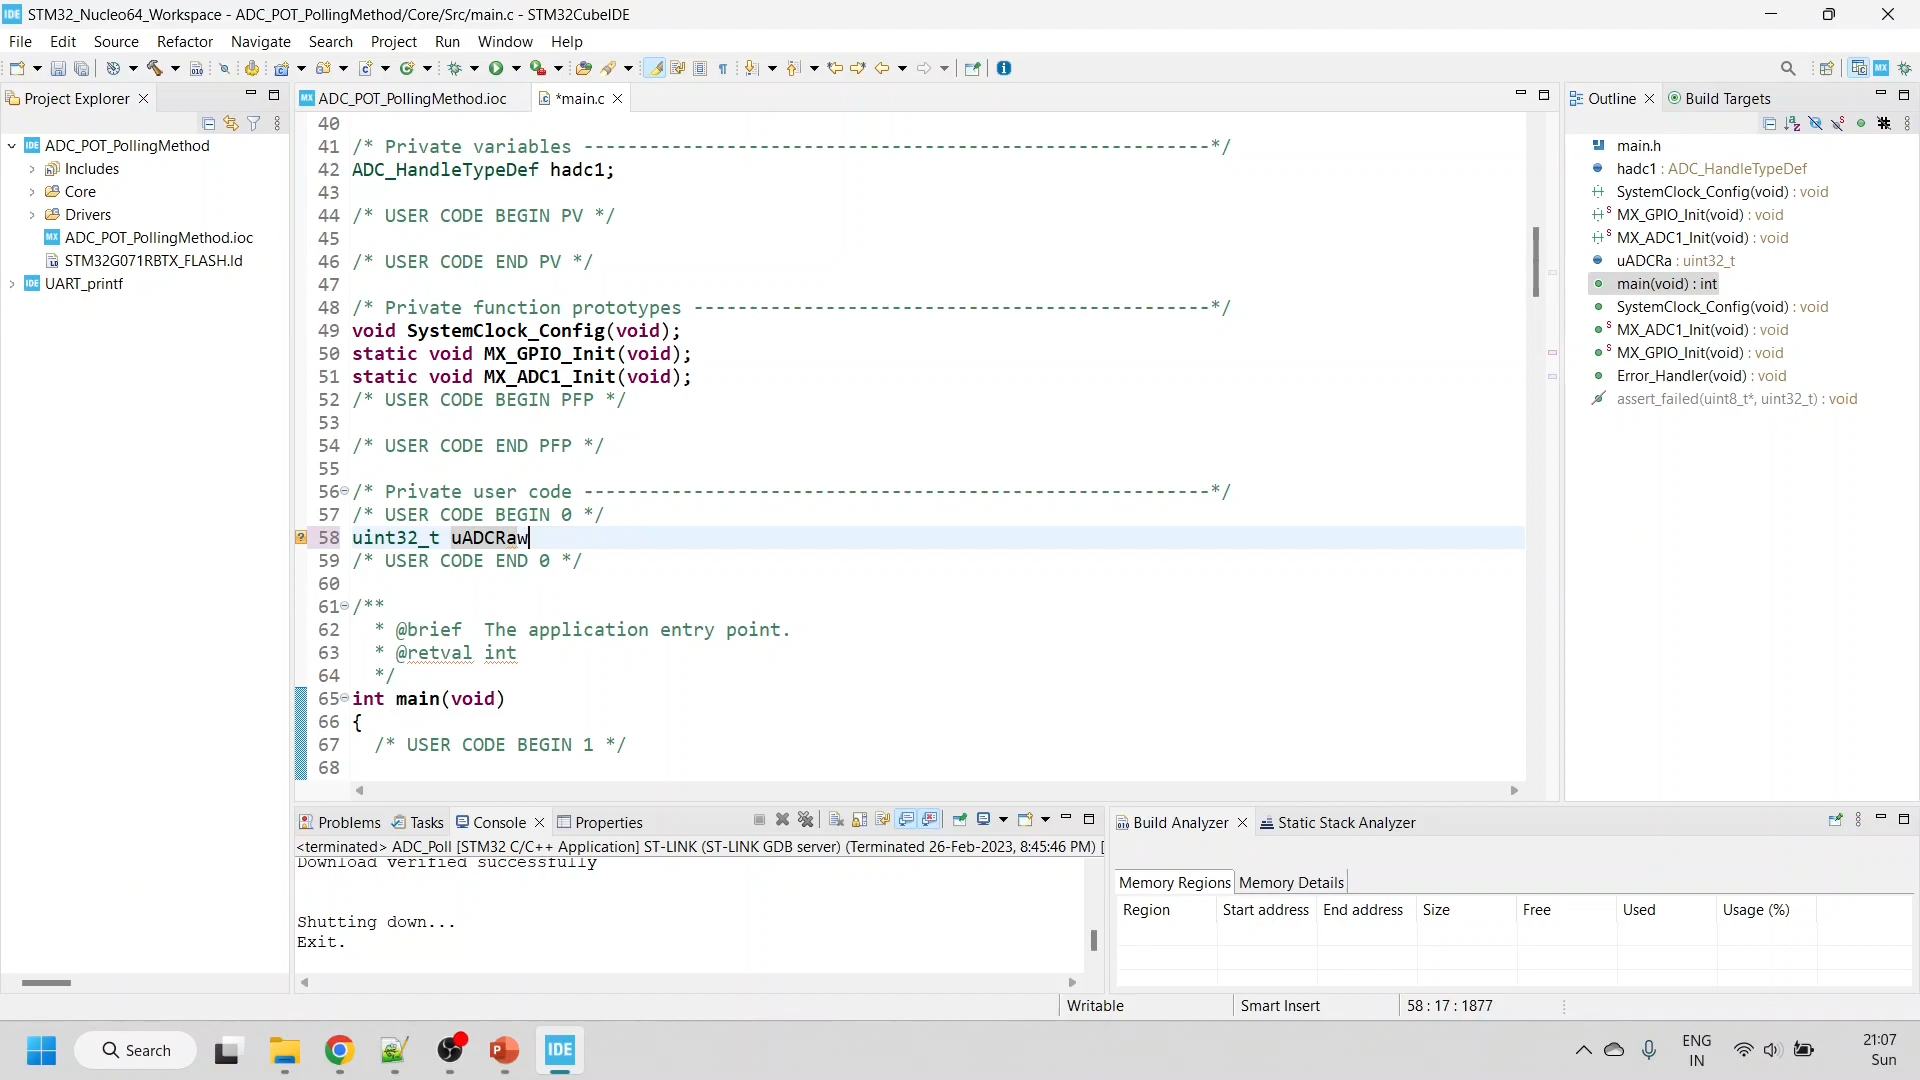 STM32_Nucleo64_Workspace - ADC_POT_PollingMethod/Core/Src/main.c - STM32CubeIDE
File Edit Source Refactor Navigate Search Project Run Window Help
Project Explorer
ADC_POT_PollingMethod
Includes
Core
Drivers
ADC_POT_PollingMethod.ioc
STM32G071RBTX_FLASH.ld
UART_printf
ADC_POT_PollingMethod.ioc *main.c
40
41 /* Private variables ---------------------------------------------------------*/
42 ADC_HandleTypeDef hadc1;
43
44 /* USER CODE BEGIN PV */
45
46 /* USER CODE END PV */
47
48 /* Private function prototypes -----------------------------------------------*/
49 void SystemClock_Config(void);
50 static void MX_GPIO_Init(void);
51 static void MX_ADC1_Init(void);
52 /* USER CODE BEGIN PFP */
53
54 /* USER CODE END PFP */
55
56 /* Private user code ---------------------------------------------------------*/
57 /* USER CODE BEGIN 0 */
58 uint32_t uADCRaw
59 /* USER CODE END 0 */
60
61 /**
62 * @brief The application entry point.
63 * @retval int
64 */
65 int main(void)
66 {
67 /* USER CODE BEGIN 1 */
68
Outline Build Targets
main.h
hadc1 : ADC_HandleTypeDef
SystemClock_Config(void) : void
MX_GPIO_Init(void) : void
MX_ADC1_Init(void) : void
uADCRa : uint32_t
main(void) : int
SystemClock_Config(void) : void
MX_ADC1_Init(void) : void
MX_GPIO_Init(void) : void
Error_Handler(void) : void
assert_failed(uint8_t*, uint32_t) : void
Problems Tasks Console Properties
<terminated> ADC_Poll [STM32 C/C++ Application] ST-LINK (ST-LINK GDB server) (Terminated 26-Feb-2023, 8:45:46 PM) [
Download verified successfully
Shutting down...
Exit.
Build Analyzer Static Stack Analyzer
Memory Regions Memory Details
Region Start address End address Size Free Used Usage (%)
Writable Smart Insert 58 : 17 : 1877
Search
IDE
ENG
IN
21:07
Sun